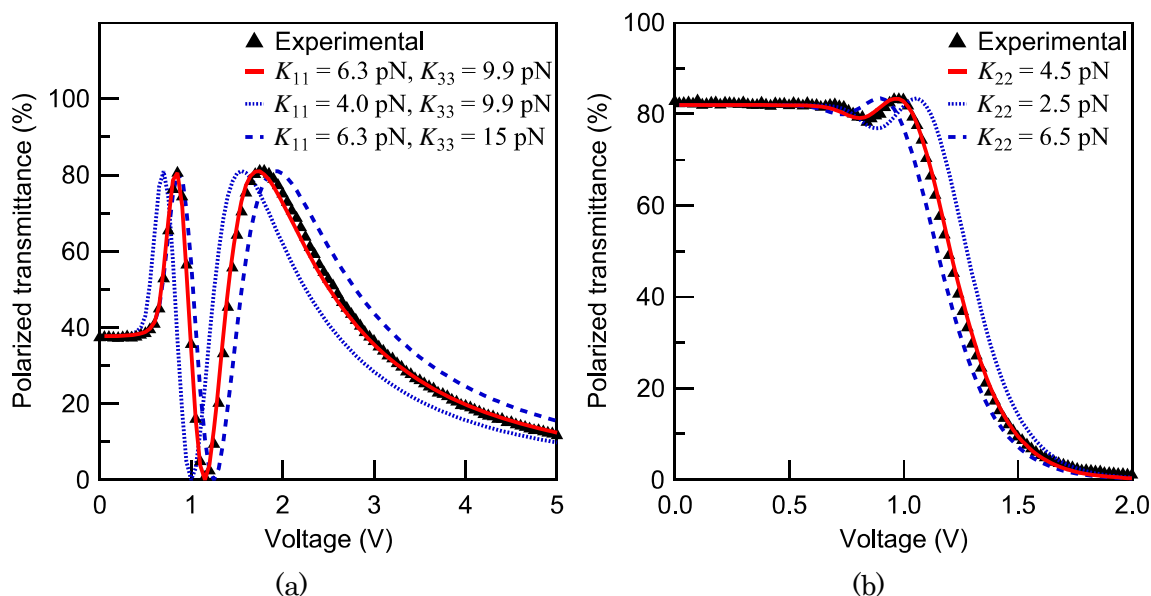 100
80
60
40
20
0
Polarized transmittance (%)
▲ Experimental
K₁₁ = 6.3 pN, K₃₃ = 9.9 pN
K₁₁ = 4.0 pN, K₃₃ = 9.9 pN
K₁₁ = 6.3 pN, K₃₃ = 15 pN
0 1 2 3 4 5
Voltage (V)
(a)
100
80
60
40
20
0
Polarized transmittance (%)
▲ Experimental
K₂₂ = 4.5 pN
K₂₂ = 2.5 pN
K₂₂ = 6.5 pN
0.0 0.5 1.0 1.5 2.0
Voltage (V)
(b)